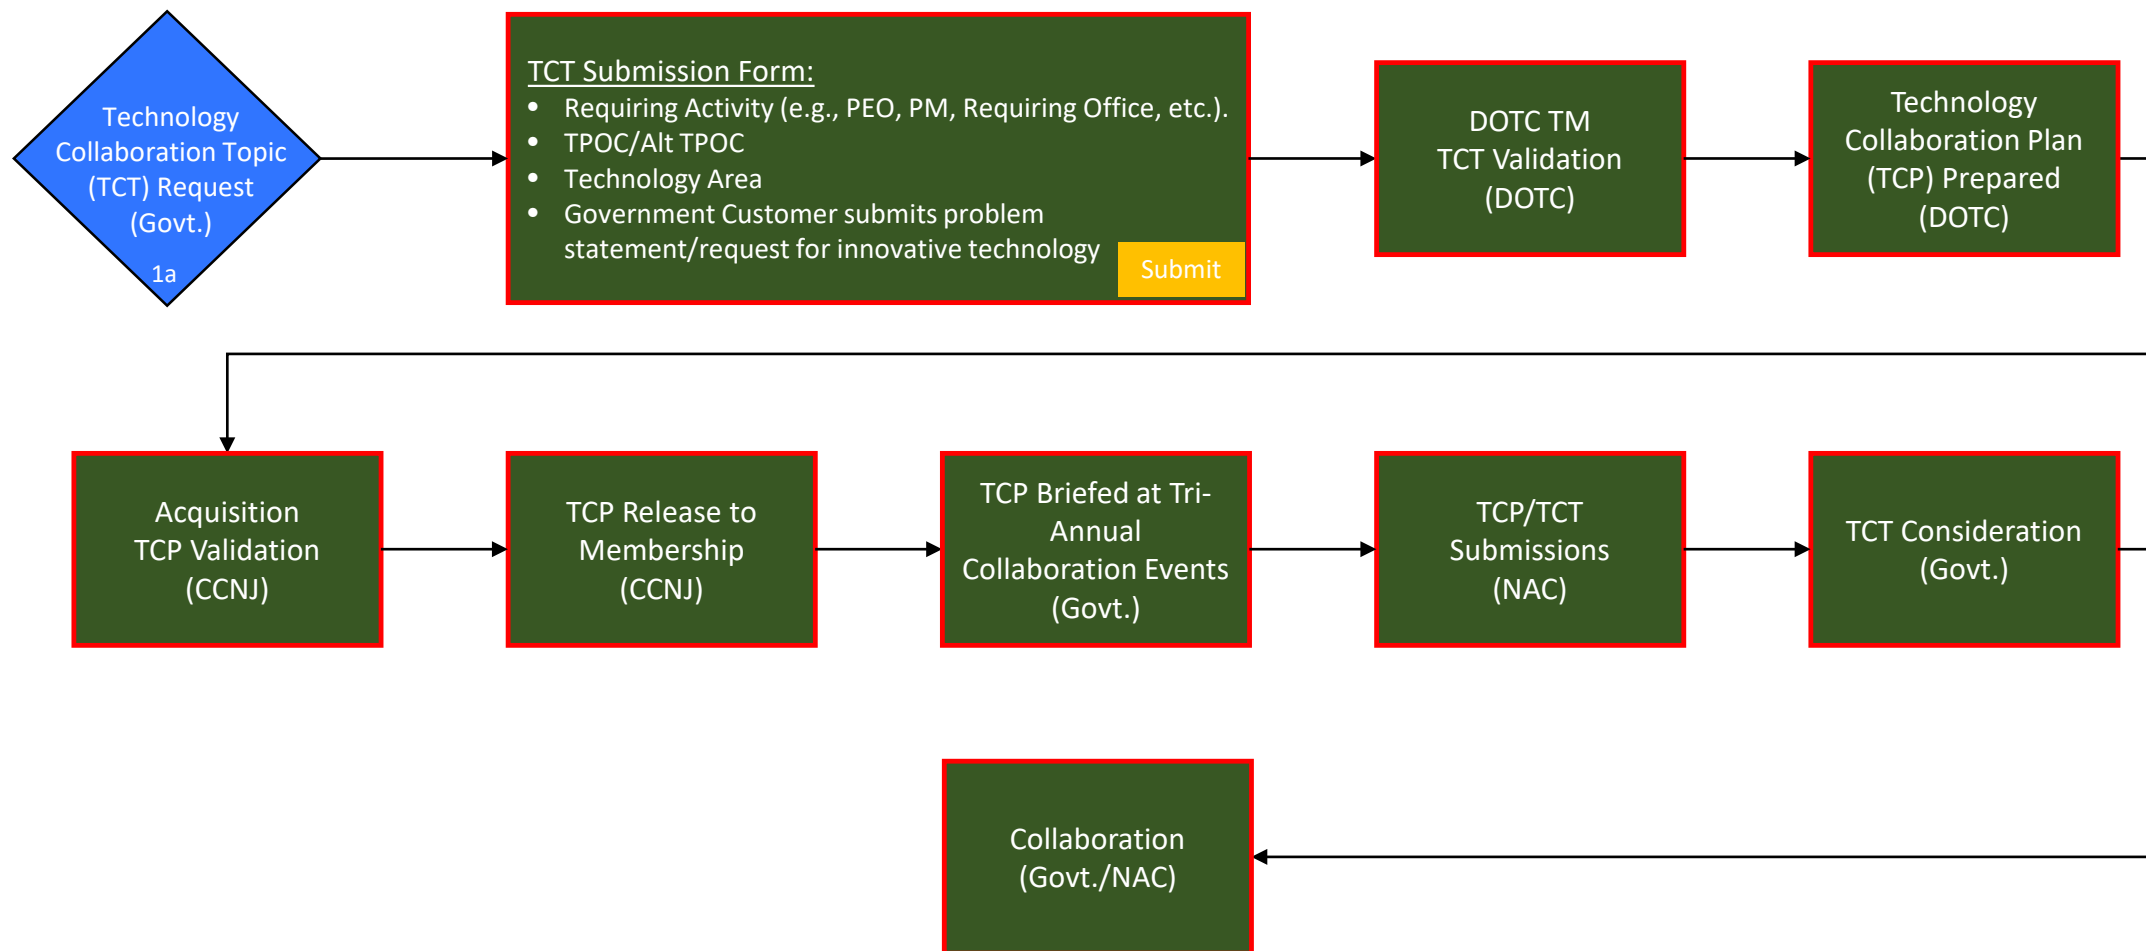 Technology
Collaboration Topic
(TCT) Request
(Govt.)
1a
TCT Submission Form:
• Requiring Activity (e.g., PEO, PM, Requiring Office, etc.).
• TPOC/Alt TPOC
• Technology Area
• Government Customer submits problem
statement/request for innovative technology
Submit
DOTC TM
TCT Validation
(DOTC)
Technology
Collaboration Plan
(TCP) Prepared
(DOTC)
Acquisition
TCP Validation
(CCNJ)
TCP Release to
Membership
(CCNJ)
TCP Briefed at Tri-
Annual
Collaboration Events
(Govt.)
TCP/TCT
Submissions
(NAC)
TCT Consideration
(Govt.)
Collaboration
(Govt./NAC)